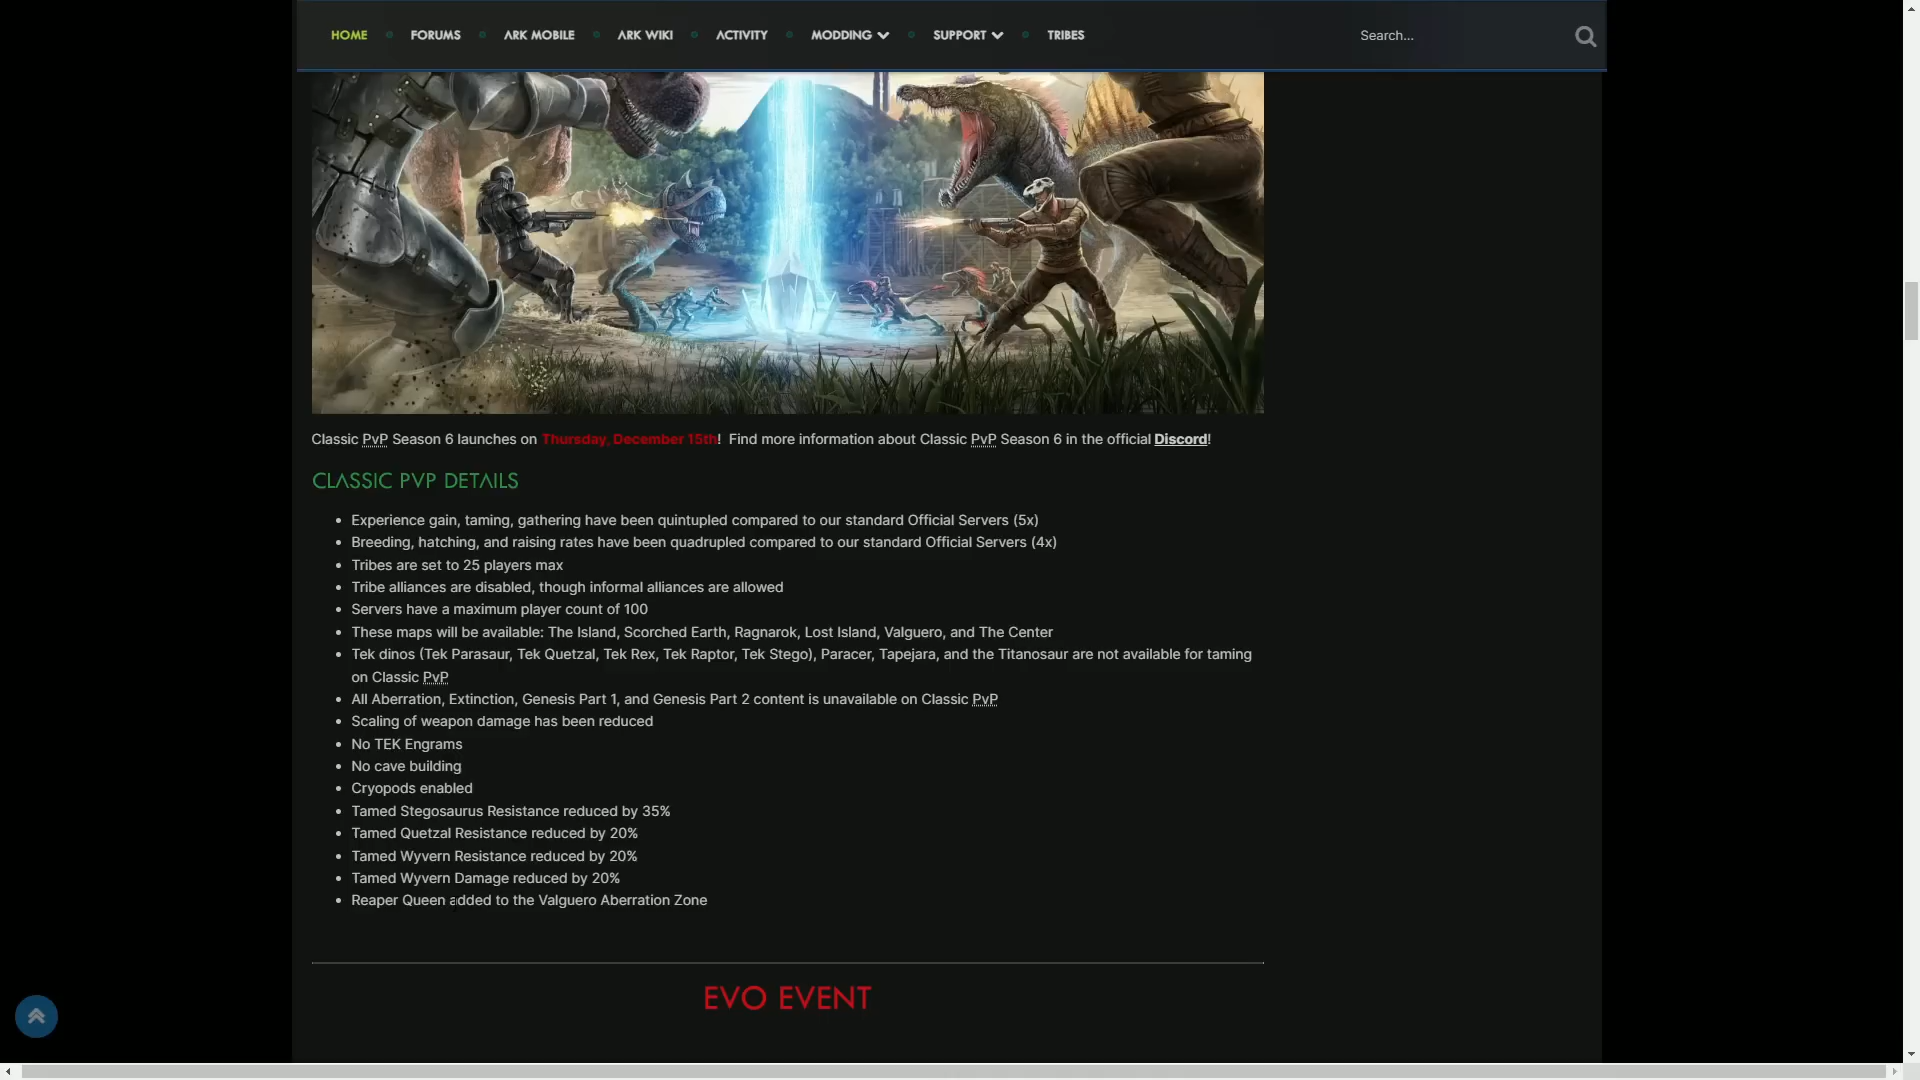 HOME FORUMS ARK MOBILE ARK WIKI ACTIVITY MODDING SUPPORT TRIBES Search...
Classic PvP Season 6 launches on Thursday, December 15th! Find more information about Classic PvP Season 6 in the official Discord!
CLASSIC PVP DETAILS
Experience gain, taming, gathering have been quintupled compared to our standard Official Servers (5x)
Breeding, hatching, and raising rates have been quadrupled compared to our standard Official Servers (4x)
Tribes are set to 25 players max
Tribe alliances are disabled, though informal alliances are allowed
Servers have a maximum player count of 100
These maps will be available: The Island, Scorched Earth, Ragnarok, Lost Island, Valguero, and The Center
Tek dinos (Tek Parasaur, Tek Quetzal, Tek Rex, Tek Raptor, Tek Stego), Paracer, Tapejara, and the Titanosaur are not available for taming
on Classic PvP
All Aberration, Extinction, Genesis Part 1, and Genesis Part 2 content is unavailable on Classic PvP
Scaling of weapon damage has been reduced
No TEK Engrams
No cave building
Cryopods enabled
Tamed Stegosaurus Resistance reduced by 35%
Tamed Quetzal Resistance reduced by 20%
Tamed Wyvern Resistance reduced by 20%
Tamed Wyvern Damage reduced by 20%
Reaper Queen added to the Valguero Aberration Zone
EVO EVENT